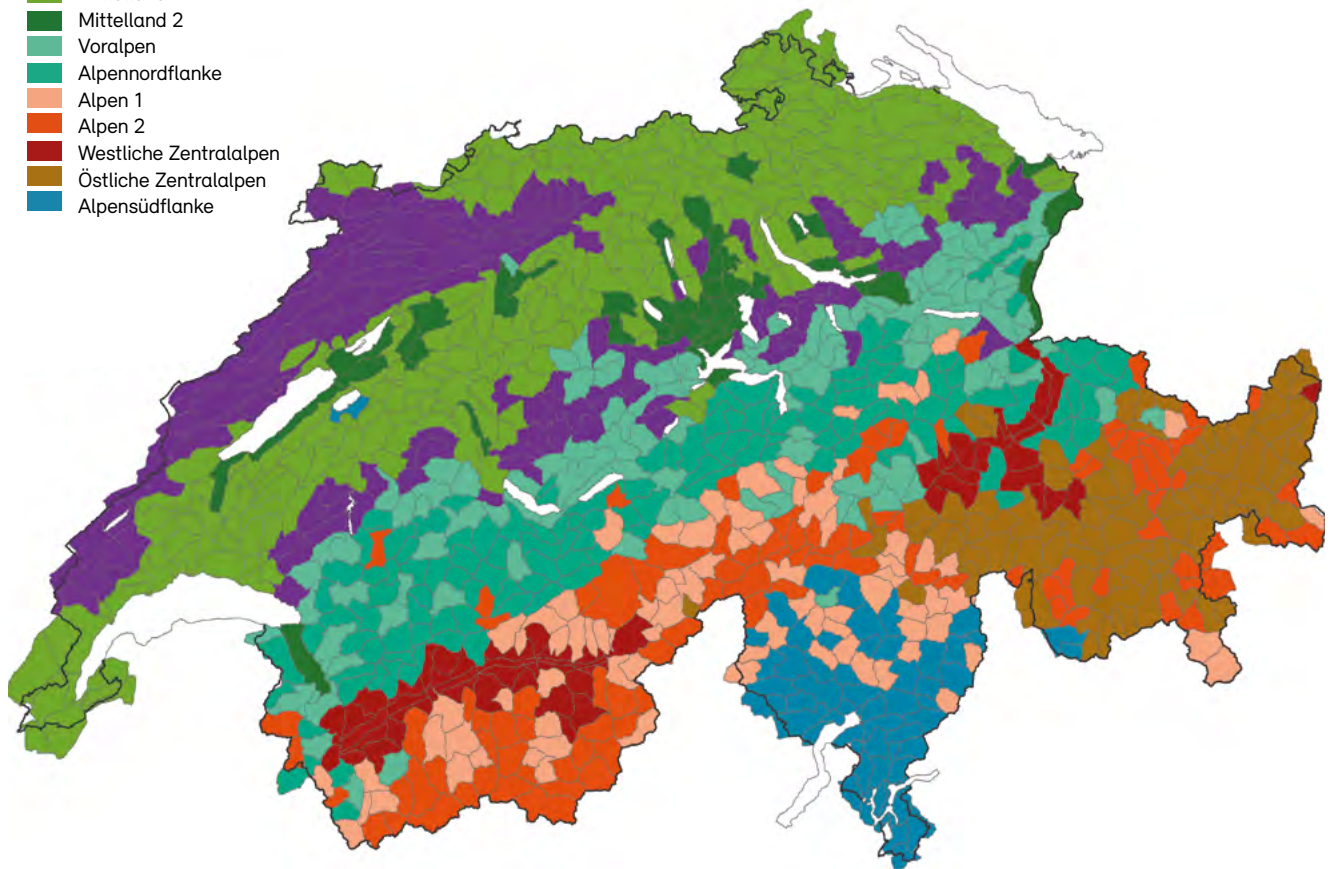 Mittelland 2
Voralpen
Alpennordflanke
Alpen 1
Alpen 2
Westliche Zentralalpen
Östliche Zentralalpen
Alpensüdflanke